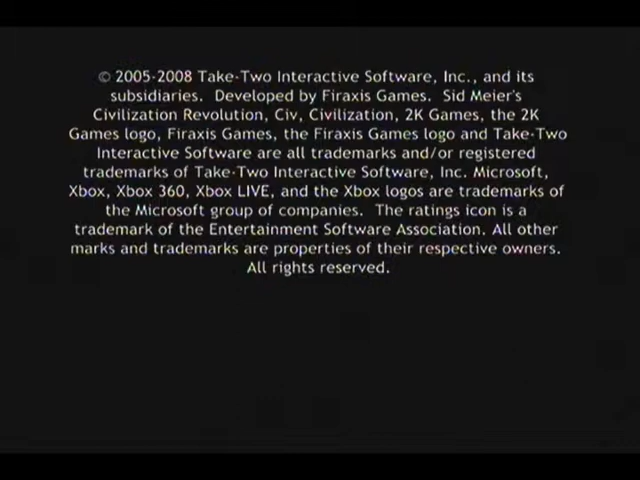 © 2005-2008 Take-Two Interactive Software, Inc., and its
subsidiaries. Developed by Firaxis Games. Sid Meier's
Civilization Revolution, Civ, Civilization, 2K Games, the 2K
Games logo, Firaxis Games, the Firaxis Games logo and Take-Two
Interactive Software are all trademarks and/or registered
trademarks of Take-Two Interactive Software, Inc. Microsoft,
Xbox, Xbox 360, Xbox LIVE, and the Xbox logos are trademarks of
the Microsoft group of companies. The ratings icon is a
trademark of the Entertainment Software Association. All other
marks and trademarks are properties of their respective owners.
All rights reserved.